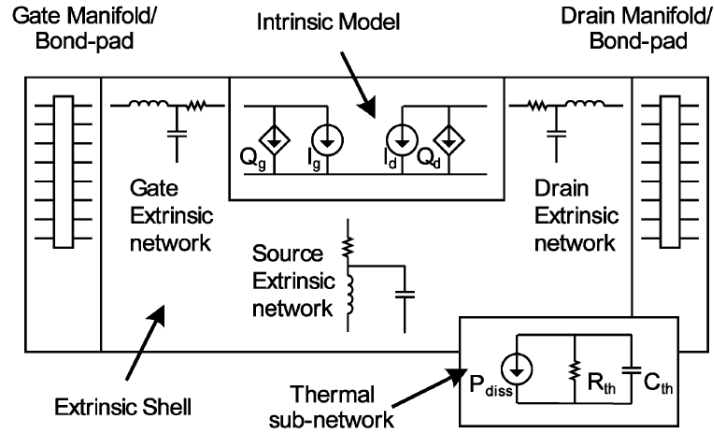 Gate Manifold/
Bond-pad
Intrinsic Model
Drain Manifold/
Bond-pad
Qg
Ig
Id
Qd
Gate
Extrinsic
network
Drain
Extrinsic
network
Source
Extrinsic
network
Extrinsic Shell
Thermal
sub-network
Pdiss
Rth
Cth